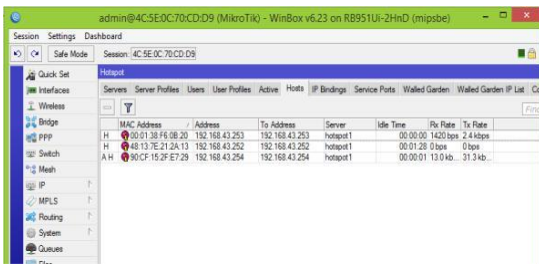 admin@4C:5E:0C:70:CD:D9 (MikroTik) - WinBox v6.23 on RB951Ui-2HnD (mipsbe)
Session Settings Dashboard
Safe Mode Session: 4C:5E:0C:70:CD:D9
Quick Set
Interfaces
Wireless
Bridge
PPP
Switch
Mesh
IP
MPLS
Routing
System
Queues
Hotspot
Servers Server Profiles Users User Profiles Active Hosts IP Bindings Service Ports Walled Garden Walled Garden IP List
Find
MAC Address Address To Address Server Idle Time Rx Rate Tx Rate
H 00:01:38:F6:0B:20 192.168.43.253 192.168.43.253 hotspot1 00:00:00 1420 bps 2.4 kbps
H 48:13:7E:21:2A:13 192.168.43.252 192.168.43.252 hotspot1 00:01:28 0 bps 0 bps
A H 90:CF:15:2F:E7:29 192.168.43.254 192.168.43.254 hotspot1 00:00:01 13.0 kb... 31.3 kb...